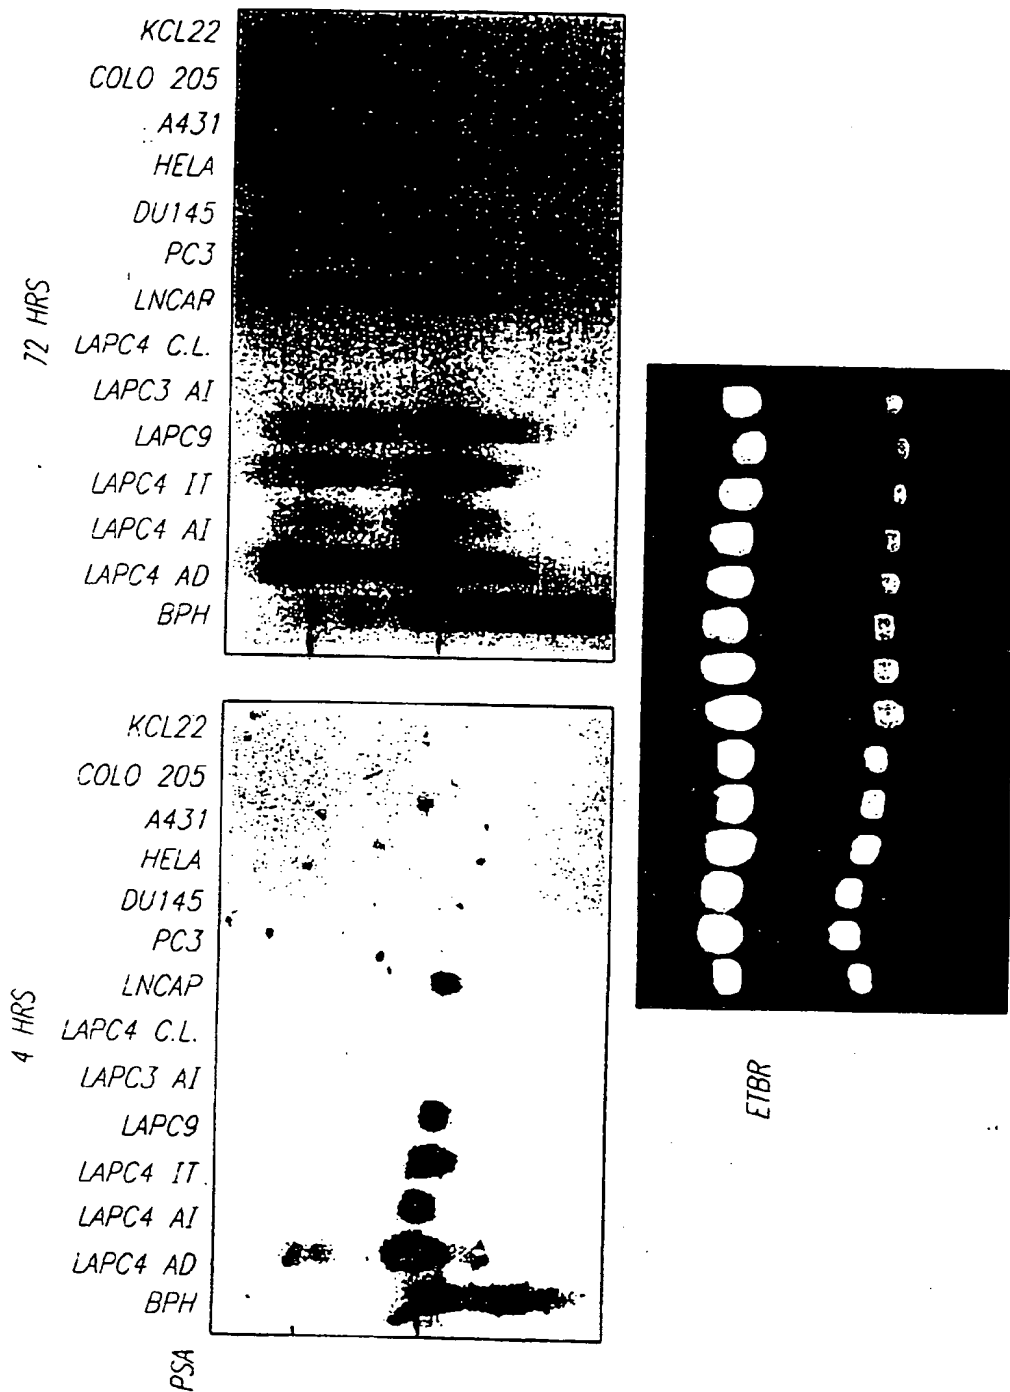 72 HRS
KCL22
COLO 205
A431
HELA
DU145
PC3
LNCAP
LAPC4 C.L.
LAPC3 AI
LAPC9
LAPC4 IT
LAPC4 AI
LAPC4 AD
BPH
4 HRS
KCL22
COLO 205
A431
HELA
DU145
PC3
LNCAP
LAPC4 C.L.
LAPC3 AI
LAPC9
LAPC4 IT
LAPC4 AI
LAPC4 AD
BPH
PSA
ETBR